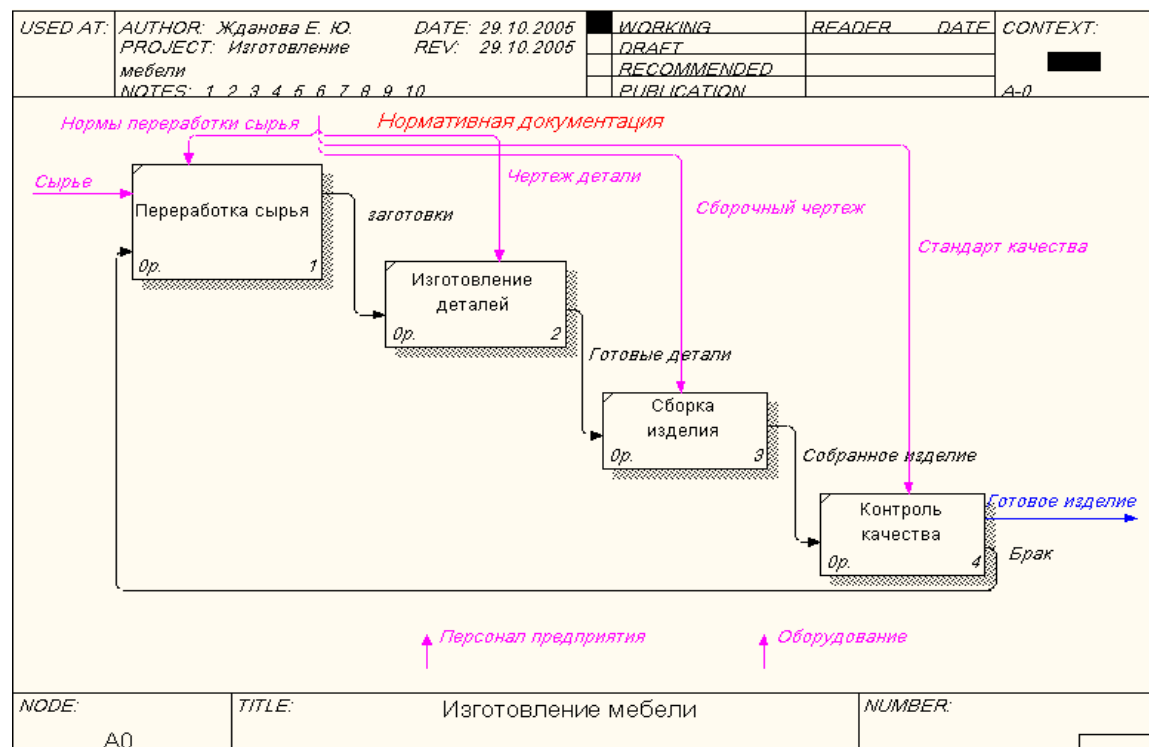 USED AT:
AUTHOR: Жданова Е. Ю.
DATE: 29.10.2005
PROJECT: Изготовление мебели
REV: 29.10.2005
NOTES: 1 2 3 4 5 6 7 8 9 10
WORKING
DRAFT
RECOMMENDED
PUBLICATION
READER DATE
CONTEXT:
A-0
Нормы переработки сырья
Нормативная документация
Сырье
Чертеж детали
Сборочный чертеж
Стандарт качества
Переработка сырья
0р. 1
заготовки
Изготовление
деталей
0р. 2
Готовые детали
Сборка
изделия
0р. 3
Собранное изделие
Контроль
качества
0р. 4
Готовое изделие
Брак
Персонал предприятия
Оборудование
NODE:
A0
TITLE:
Изготовление мебели
NUMBER: